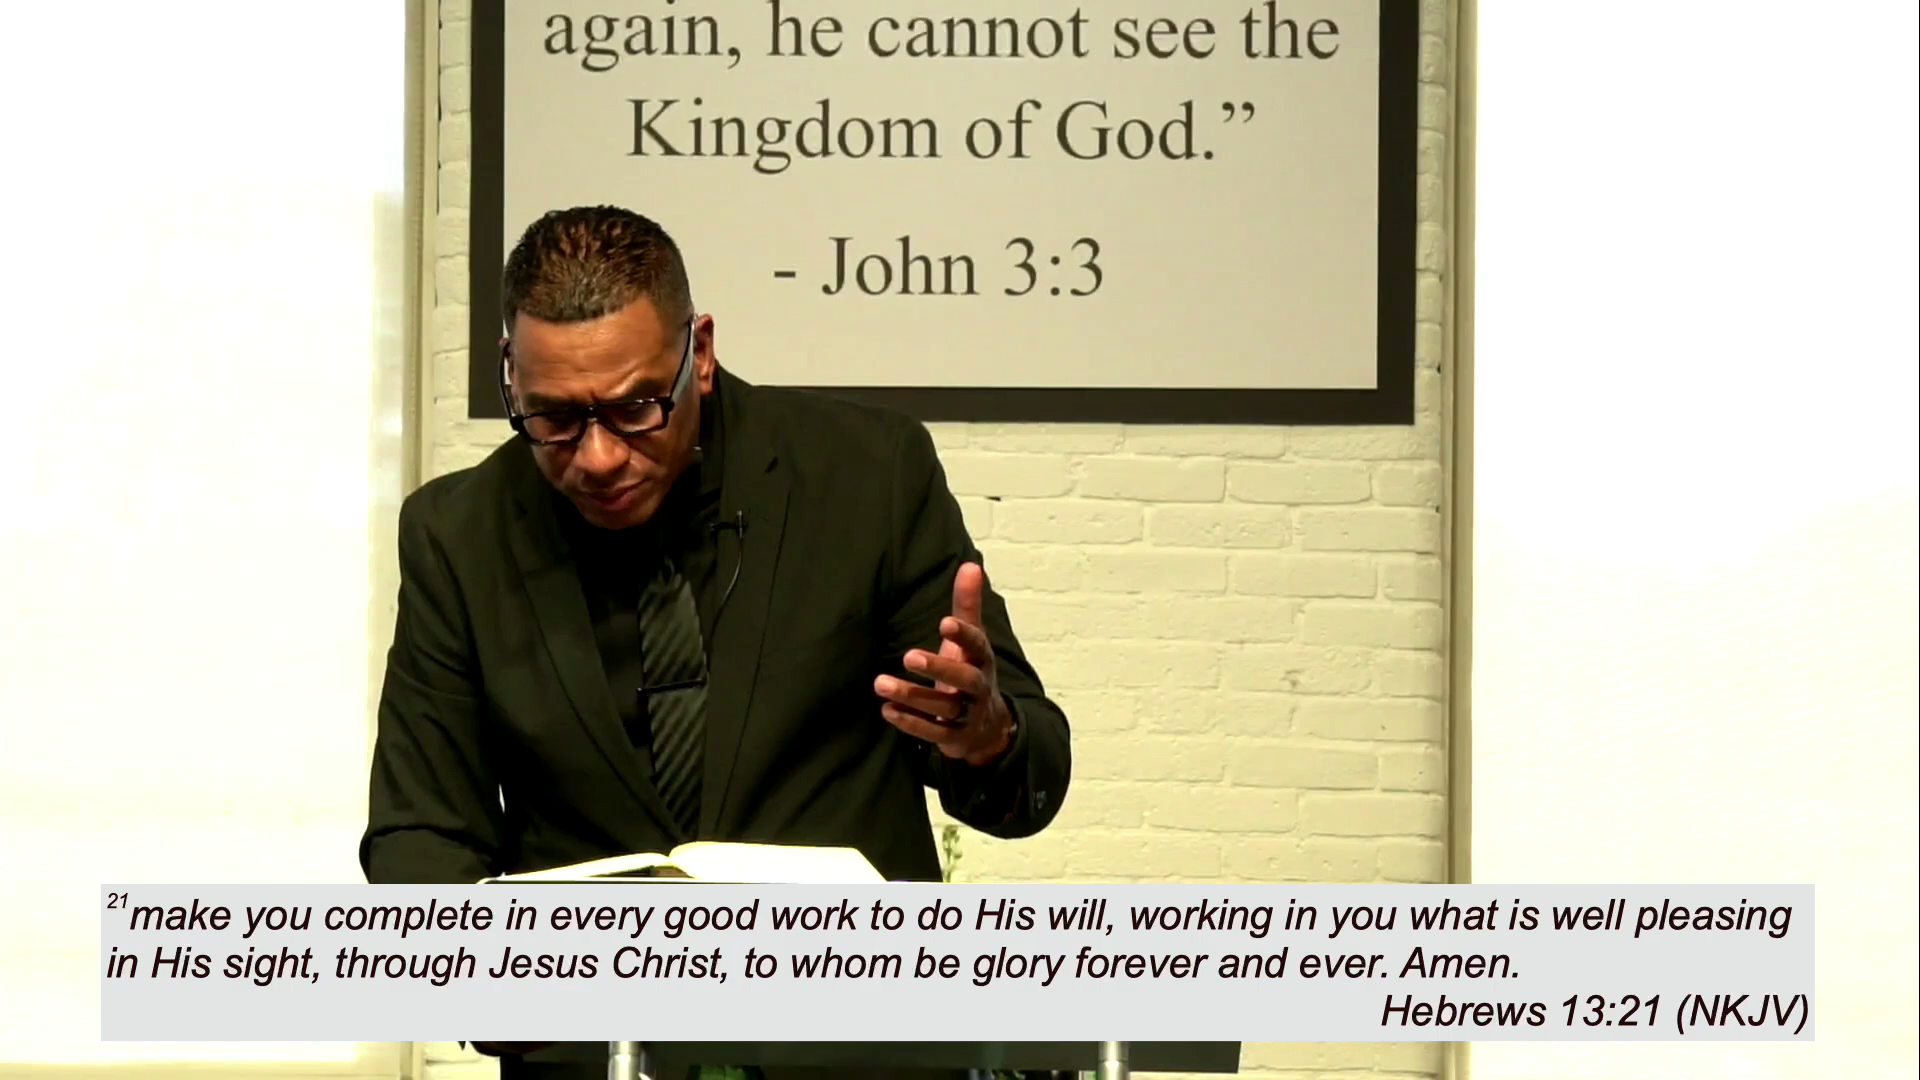 again, he cannot see the
Kingdom of God.”
- John 3:3
21make you complete in every good work to do His will, working in you what is well pleasing
in His sight, through Jesus Christ, to whom be glory forever and ever. Amen.
Hebrews 13:21 (NKJV)